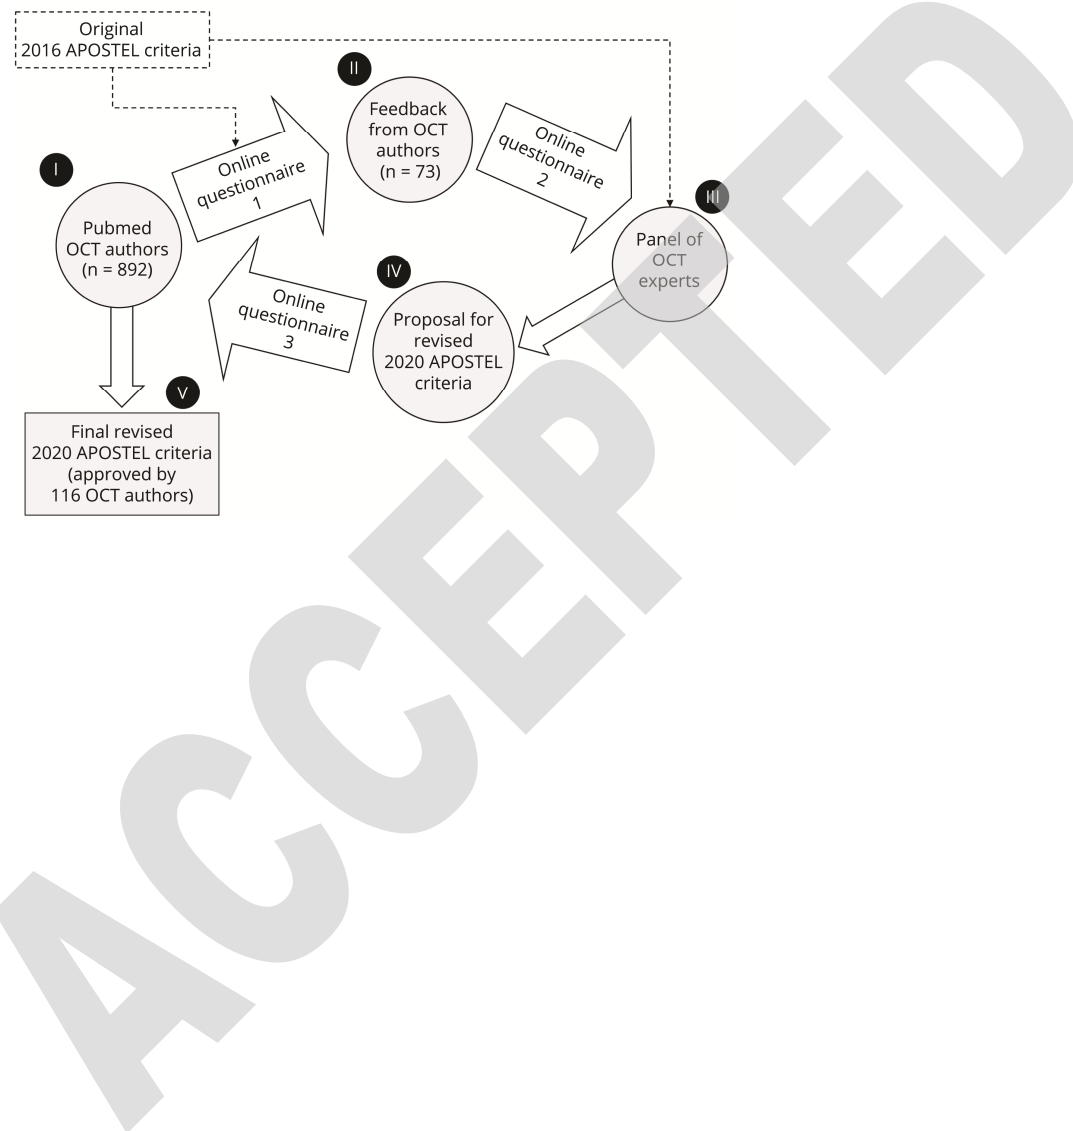 Original
2016 APOSTEL criteria
I
Pubmed
OCT authors
(n = 892)
Online
questionnaire
1
II
Feedback
from OCT
authors
(n = 73)
Online
questionnaire
2
III
Panel of
OCT
experts
IV
Proposal for
revised
2020 APOSTEL
criteria
Online
questionnaire
3
V
Final revised
2020 APOSTEL criteria
(approved by
116 OCT authors)
ACCEPTED